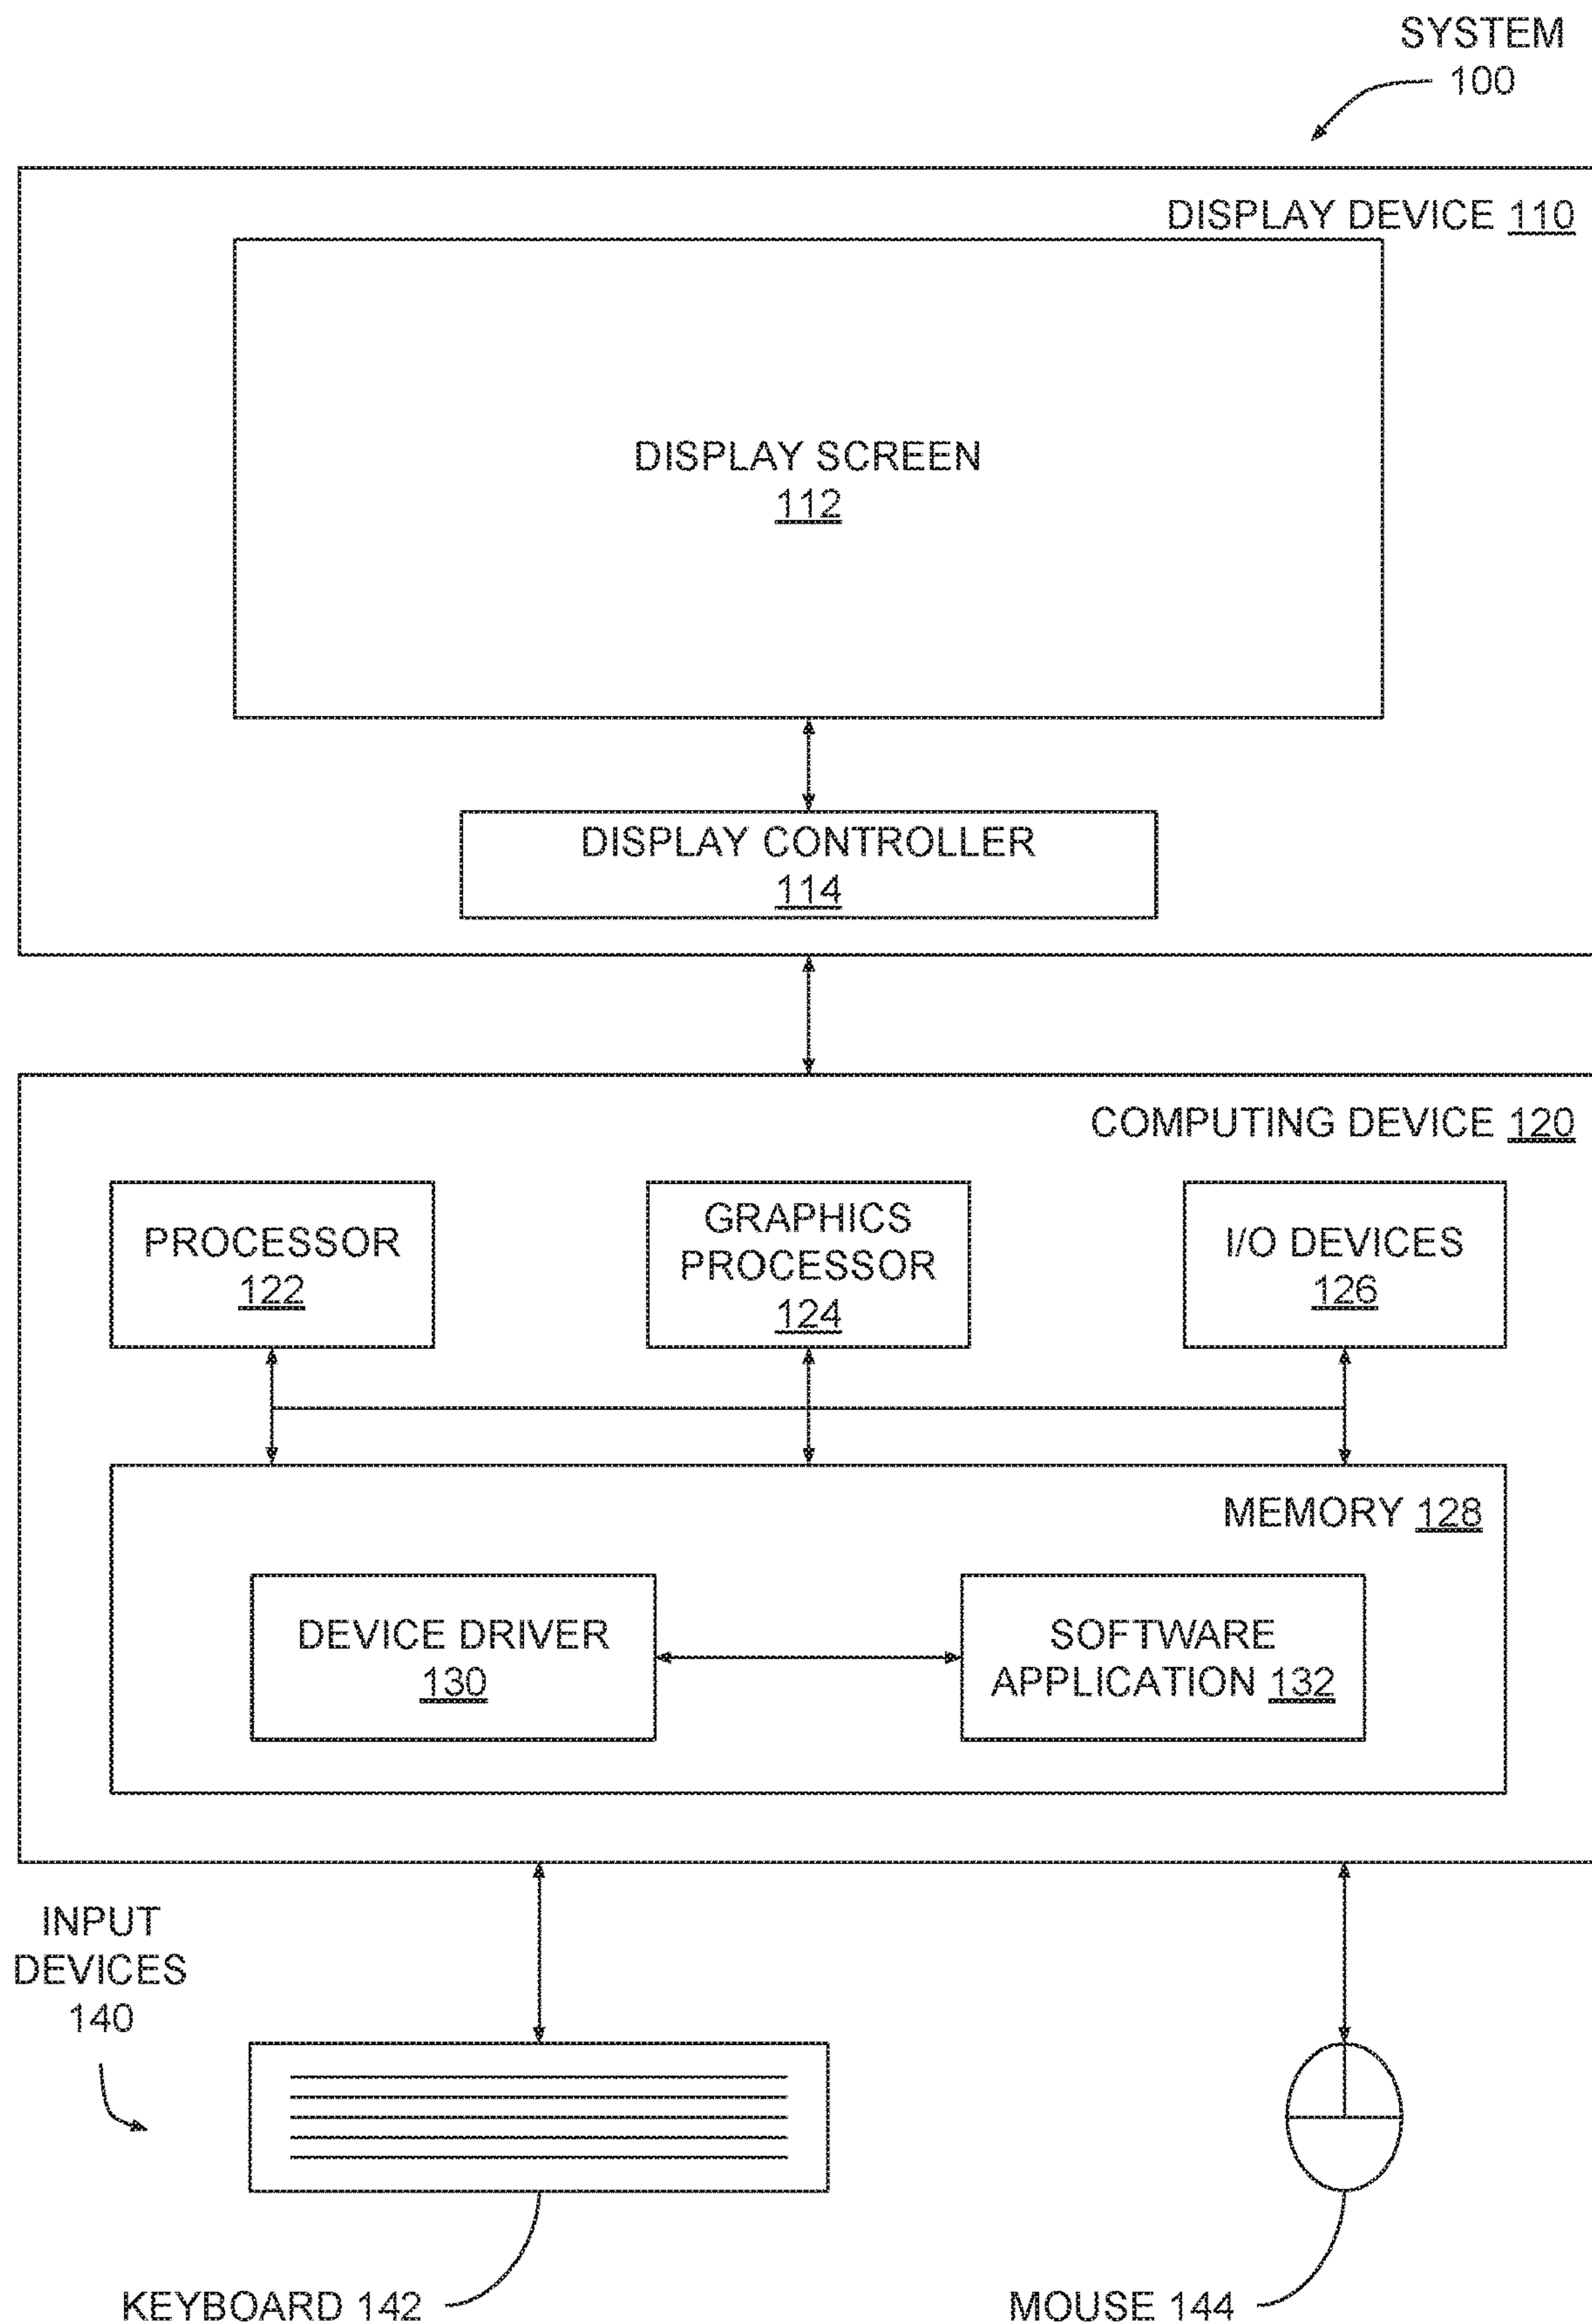 SYSTEM
100
DISPLAY DEVICE 110
DISPLAY SCREEN
112
DISPLAY CONTROLLER
114
COMPUTING DEVICE 120
PROCESSOR
122
GRAPHICS
PROCESSOR
124
I/O DEVICES
126
MEMORY 128
DEVICE DRIVER
130
SOFTWARE
APPLICATION 132
INPUT
DEVICES
140
KEYBOARD 142
MOUSE 144